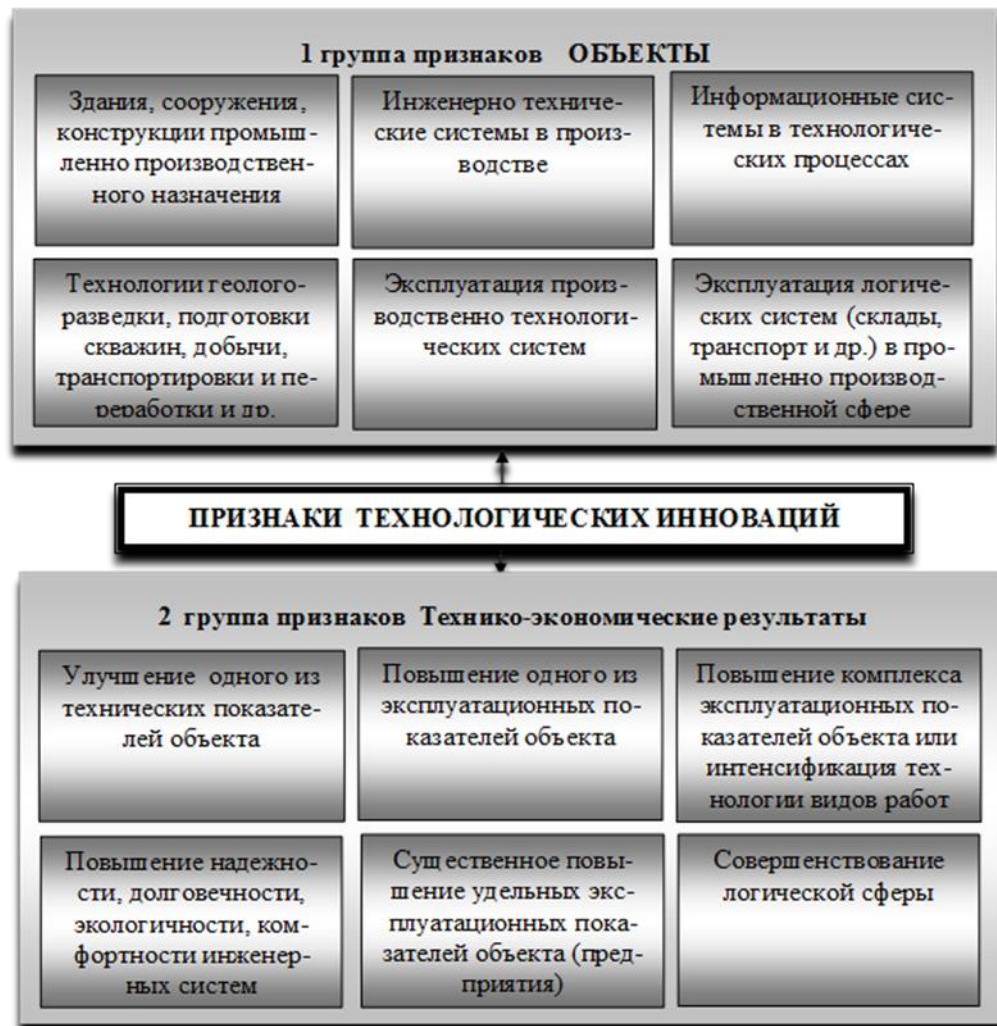 1 группа признаков ОБЪЕКТЫ
Здания, сооружения,
конструкции промыш-
ленно производствен-
ного назначения
Инженерно техниче-
ские системы в произ-
водстве
Информационные сис-
темы в технологиче-
ских процессах
Технологии геолого-
разведки, подготовки
скважин, добычи,
транспортировки и пе-
реработки и др.
Эксплуатация произ-
водственно технологи-
ческих систем
Эксплуатация логиче-
ских систем (склады,
транспорт и др.) в про-
мышленно производ-
ственной сфере
ПРИЗНАКИ ТЕХНОЛОГИЧЕСКИХ ИННОВАЦИЙ
2 группа признаков Технико-экономические результаты
Улучшение одного из
технических показате-
лей объекта
Повышение одного из
эксплуатационных по-
казателей объекта
Повышение комплекса
эксплуатационных по-
казателей объекта или
интенсификация тех-
нологии видов работ
Повышение надежно-
сти, долговечности,
экологичности, ком-
фортности инженер-
ных систем
Существенное повы-
шение удельных экс-
плуатационных пока-
зателей объекта (пред-
приятия)
Совершенствование
логической сферы